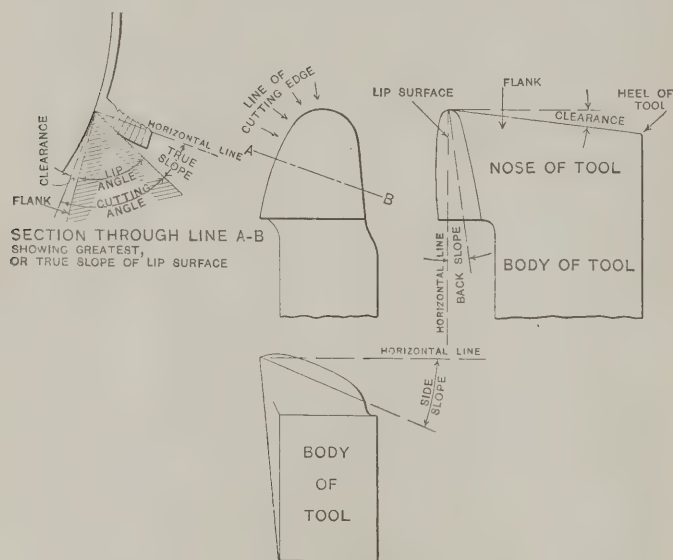 HORIZONTAL LINE
TRUE
SLOPE
CLEARANCE
LIP
ANGLE
CUTTING
ANGLE
FLANK
SECTION THROUGH LINE A-B
SHOWING GREATEST,
OR TRUE SLOPE OF LIP SURFACE
LINE OF
CUTTING EDGE
A
B
LIP SURFACE
FLANK
HEEL OF
TOOL
CLEARANCE
NOSE OF TOOL
BODY OF TOOL
HORIZONTAL LINE
BACK SLOPE
HORIZONTAL LINE
SIDE
SLOPE
BODY
OF
TOOL